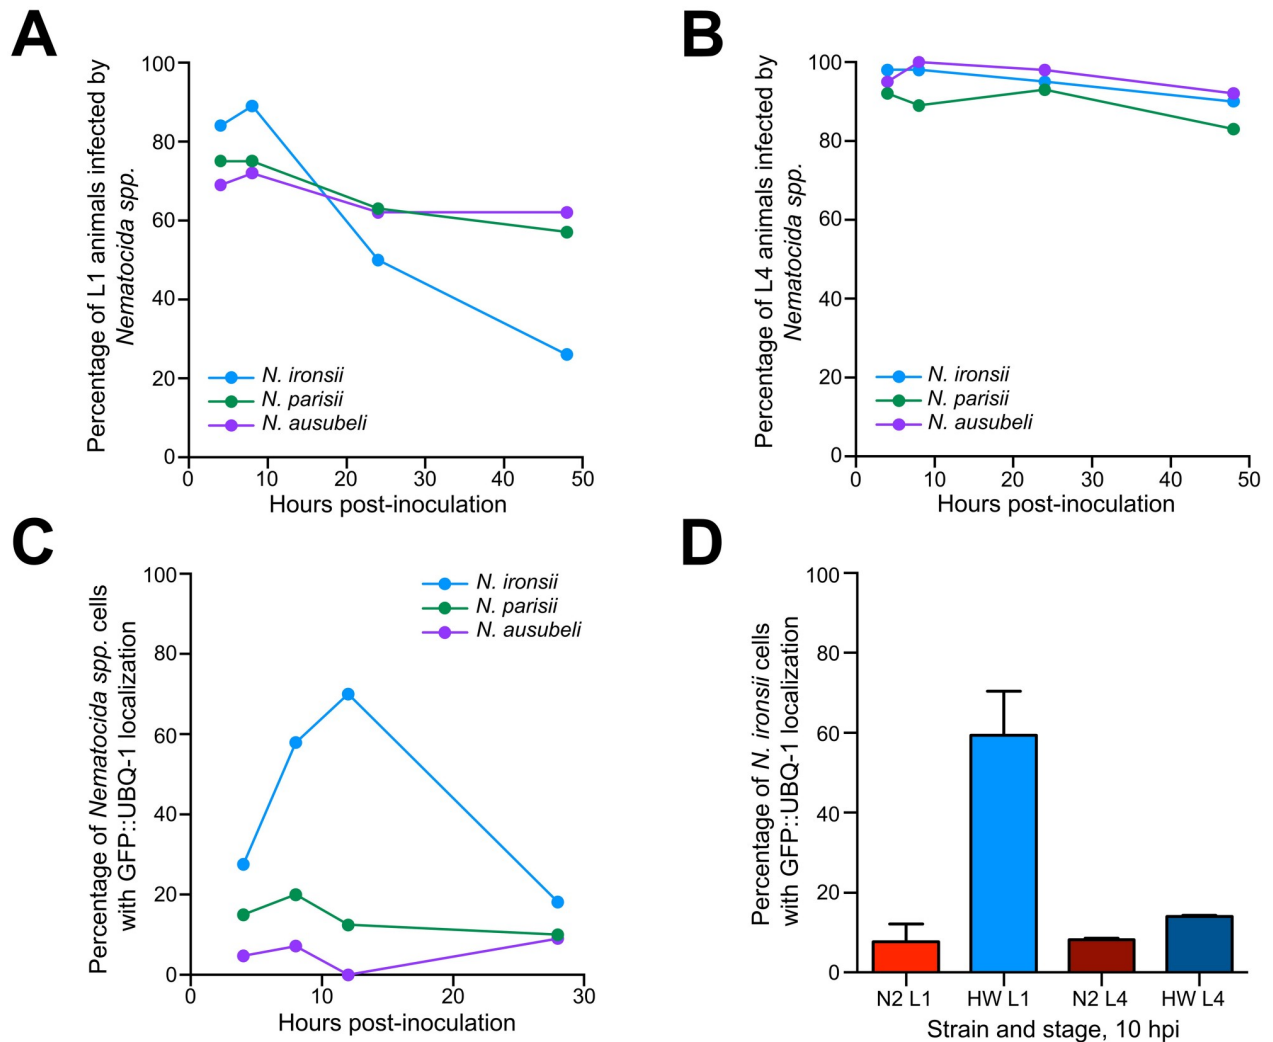 A
Percentage of L1 animals infected by
Nematocida spp.
100
80
60
40
20
0
0 10 20 30 40 50
Hours post-inoculation
N. ironsii
N. parisii
N. ausubeli
B
Percentage of L4 animals infected by
Nematocida spp.
100
80
60
40
20
0
0 10 20 30 40 50
Hours post-inoculation
N. ironsii
N. parisii
N. ausubeli
C
Percentage of Nematocida spp. cells
with GFP::UBQ-1 localization
100
80
60
40
20
0
0 10 20 30
Hours post-inoculation
N. ironsii
N. parisii
N. ausubeli
D
Percentage of N. ironsii cells
with GFP::UBQ-1 localization
100
80
60
40
20
0
N2 L1 HW L1 N2 L4 HW L4
Strain and stage, 10 hpi